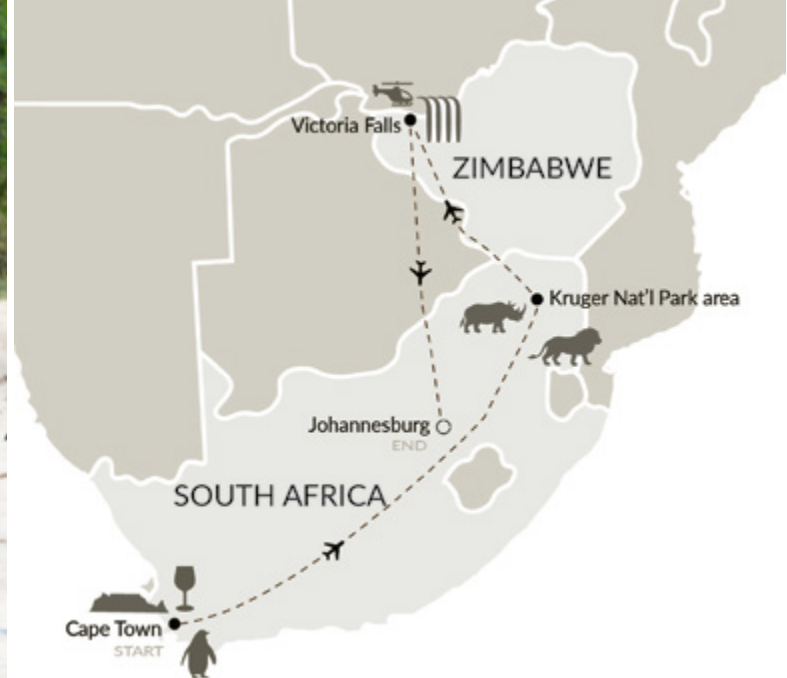 Victoria Falls
ZIMBABWE
Kruger Nat'l Park area
Johannesburg
END
SOUTH AFRICA
Cape Town
START